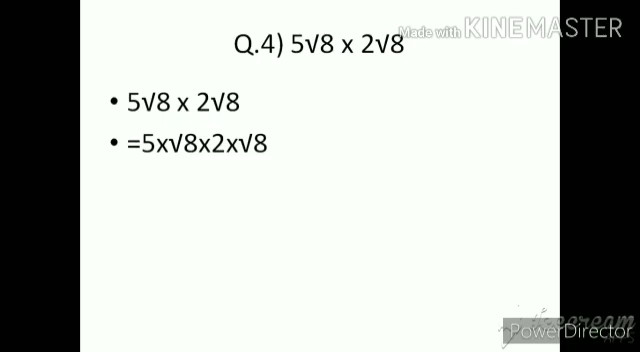 Made with KINEMASTER
Q.4) 5√8 x 2√8
• 5√8 x 2√8
• =5x√8x2x√8
PowerDirector